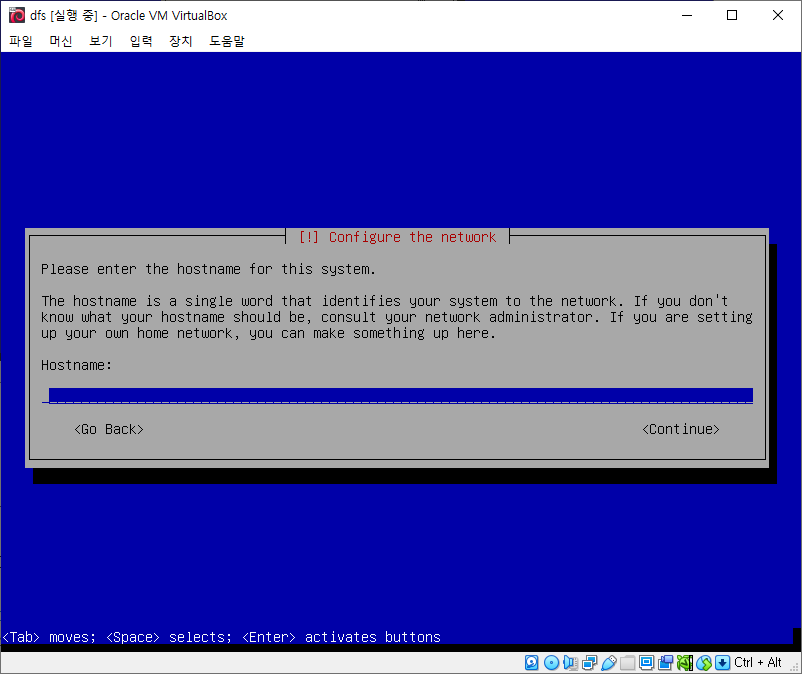 dfs [실행 중] - Oracle VM VirtualBox
파일 머신 보기 입력 장치 도움말
[!] Configure the network
Please enter the hostname for this system.
The hostname is a single word that identifies your system to the network. If you don't
know what your hostname should be, consult your network administrator. If you are setting
up your own home network, you can make something up here.
Hostname:
<Go Back> <Continue>
<Tab> moves; <Space> selects; <Enter> activates buttons
Ctrl + Alt